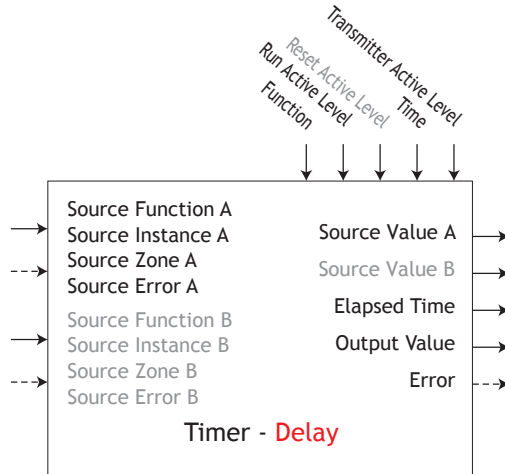 Function
Run Active Level
Reset Active Level
Time
Transmitter Active Level
Source Function A
Source Instance A
Source Zone A
Source Error A
Source Function B
Source Instance B
Source Zone B
Source Error B
Source Value A
Source Value B
Elapsed Time
Output Value
Error
Timer - Delay